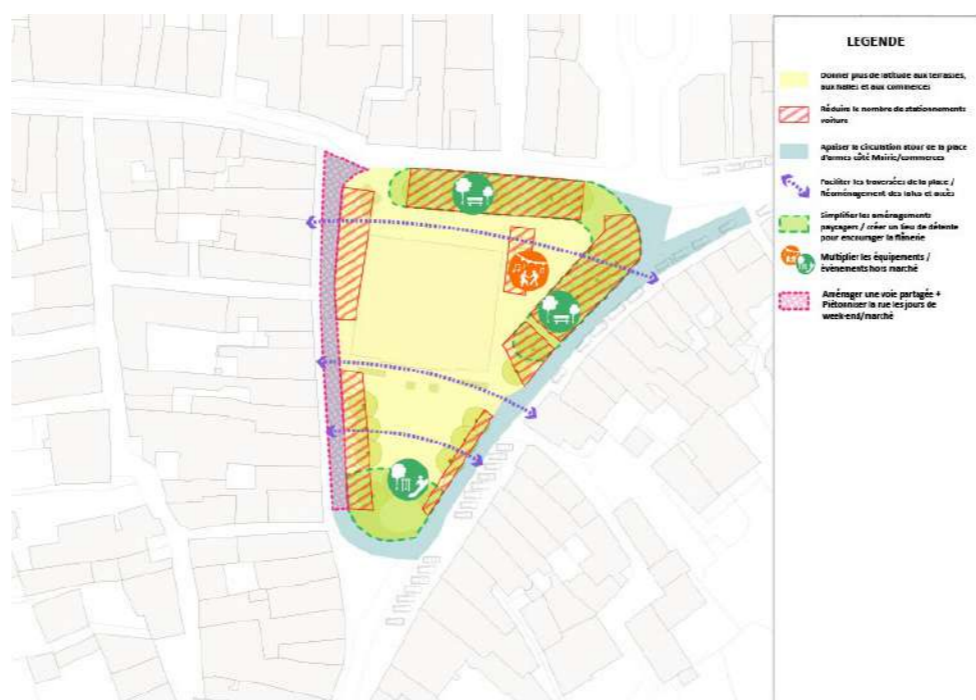 LEGENDE
Donner plus de latitude aux terrasses,
aux halles et aux commerces
Réduire le nombre de stationnements
voiture
Apaiser la circulation atour de la place
d'armes côté Mairie/commerces
Faciliter les traversées de la place /
Réaménagement des talus et accès
Simplifier les aménagements
paysagers / créer un lieu de détente
pour encourager la flânerie
Multiplier les équipements /
évènements hors marché
Aménager une voie partagée +
Piétonniser la rue les jours de
week-end/marché